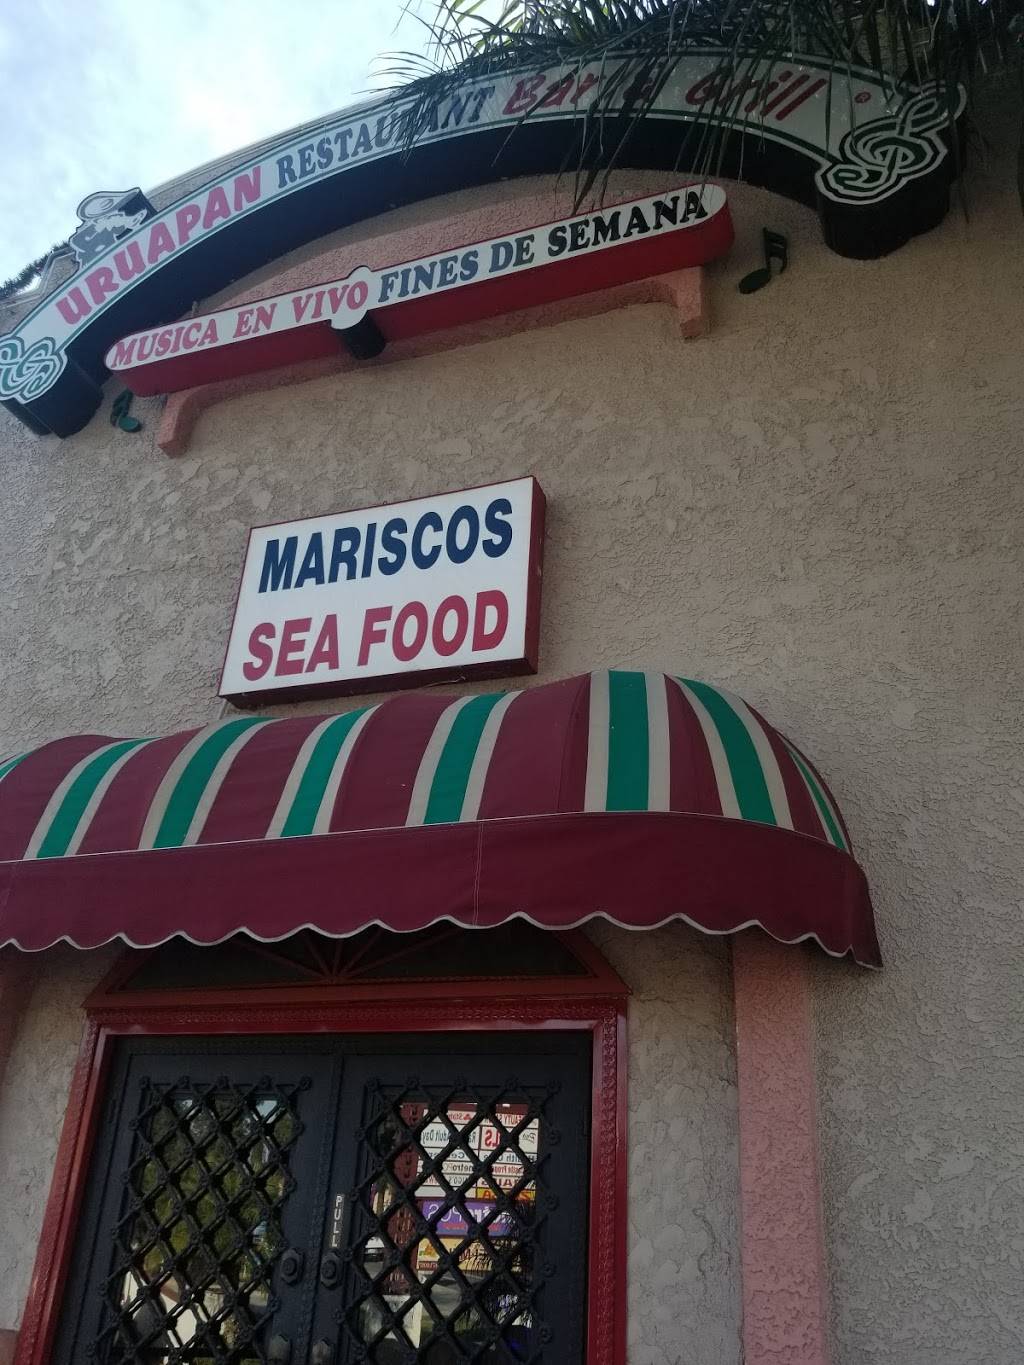 URUAPAN RESTAURANT Bar & Grill
MUSICA EN VIVO FINES DE SEMANA
MARISCOS
SEA FOOD
PULL